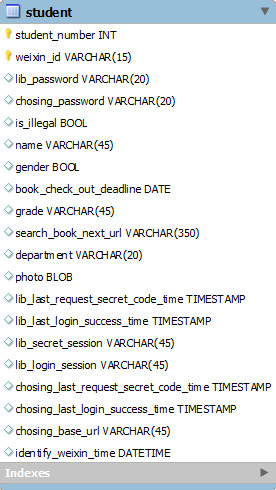 student
student_number INT
weixin_id VARCHAR(15)
lib_password VARCHAR(20)
chosing_password VARCHAR(20)
is_illegal BOOL
name VARCHAR(45)
gender BOOL
book_check_out_deadline DATE
grade VARCHAR(45)
search_book_next_url VARCHAR(350)
department VARCHAR(20)
photo BLOB
lib_last_request_secret_code_time TIMESTAMP
lib_last_login_success_time TIMESTAMP
lib_secret_session VARCHAR(45)
lib_login_session VARCHAR(45)
chosing_last_request_secret_code_time TIMESTAMP
chosing_last_login_success_time TIMESTAMP
chosing_base_url VARCHAR(45)
identify_weixin_time DATETIME
Indexes